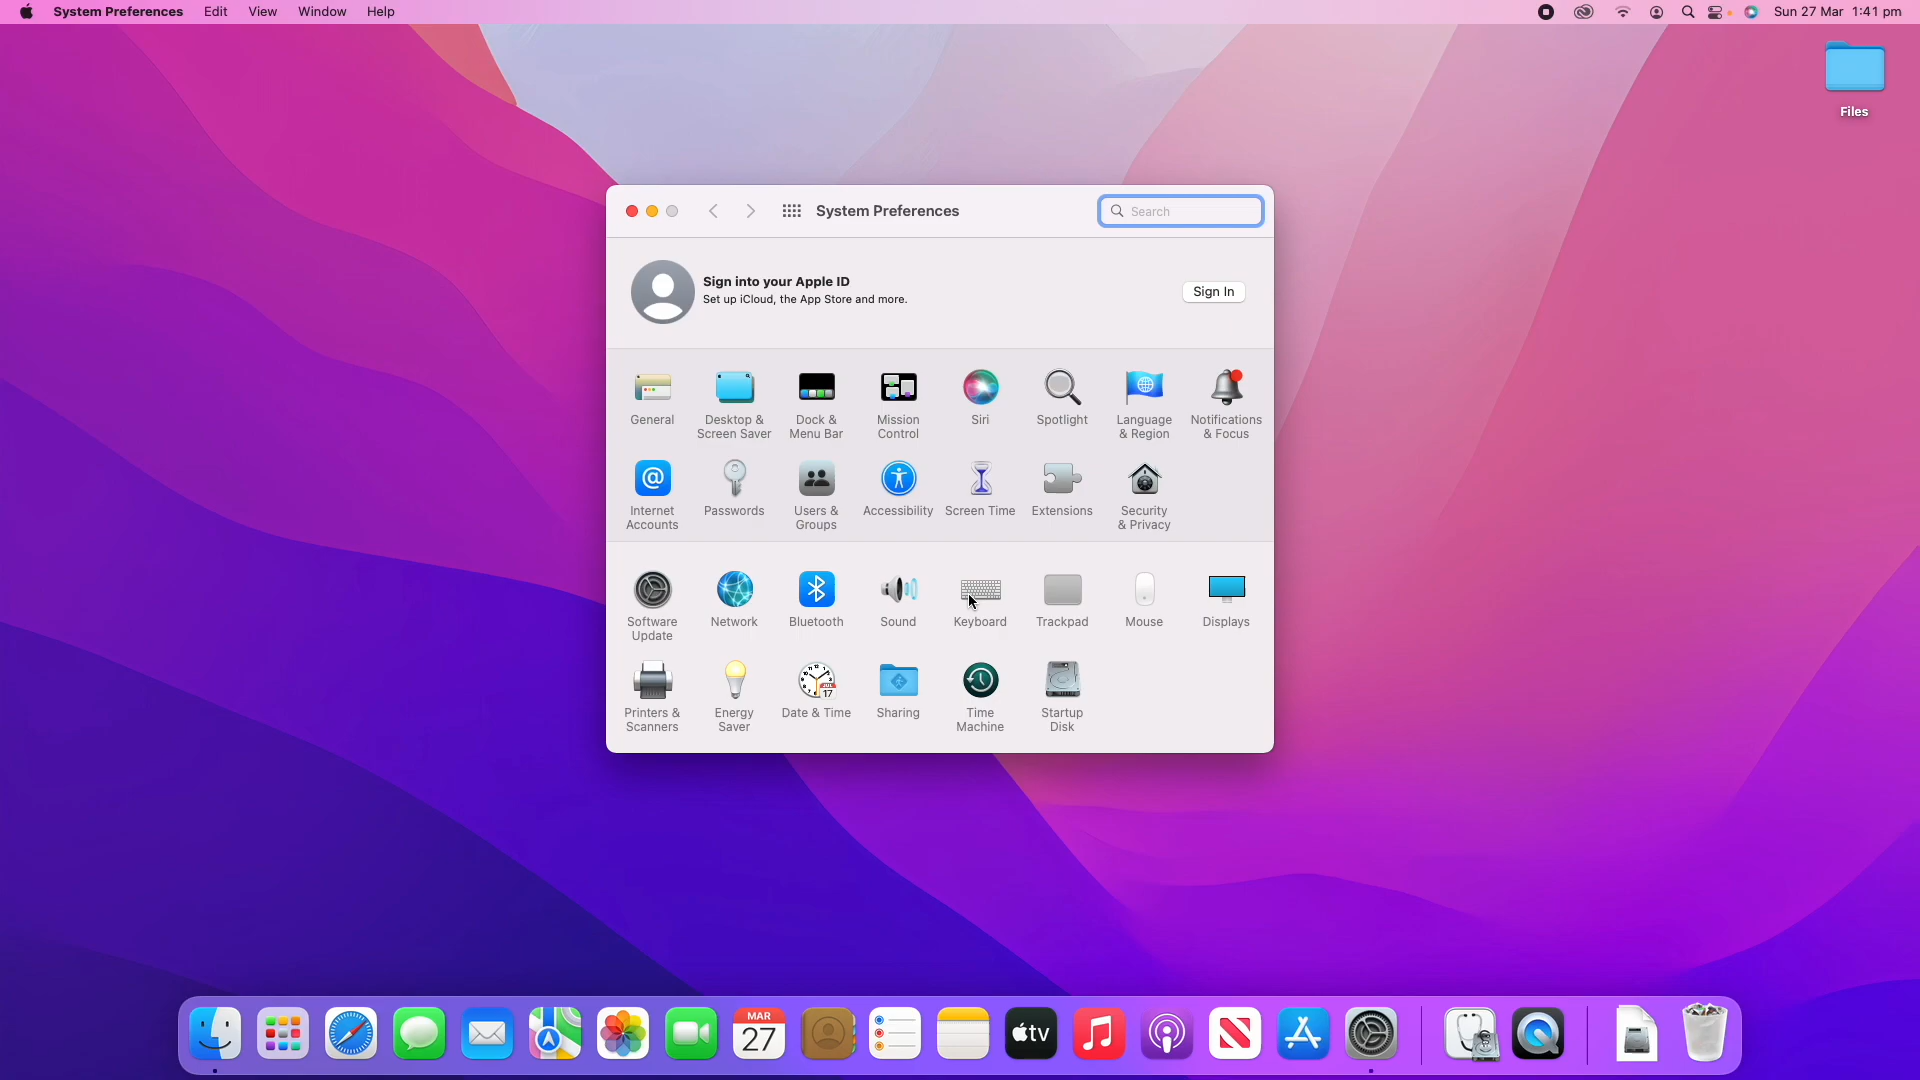 System Preferences Edit View Window Help Sun 27 Mar 1:41 pm
Files
System Preferences
Search
Sign into your Apple ID
Set up iCloud, the App Store and more.
Sign In
General
Desktop &
Screen Saver
Dock &
Menu Bar
Mission
Control
Siri
Spotlight
Language
& Region
Notifications
& Focus
Internet
Accounts
Passwords
Users &
Groups
Accessibility
Screen Time
Extensions
Security
& Privacy
Software
Update
Network
Bluetooth
Sound
Keyboard
Trackpad
Mouse
Displays
Printers &
Scanners
Energy
Saver
JUL
17
Date & Time
Sharing
Time
Machine
Startup
Disk
MAR
27
tv